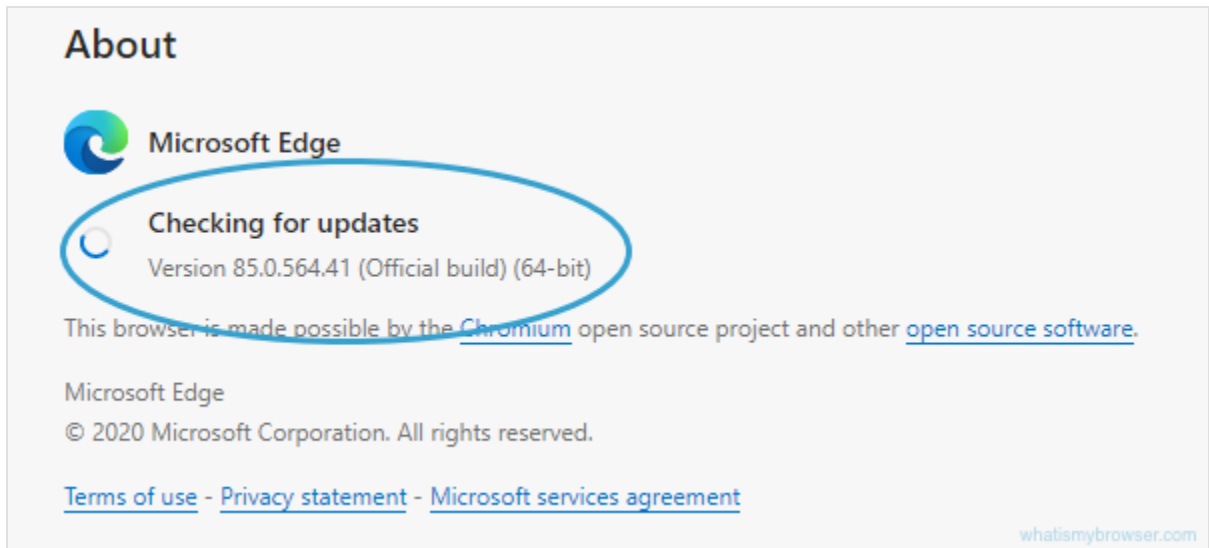 About
Microsoft Edge
Checking for updates
Version 85.0.564.41 (Official build) (64-bit)
This browser is made possible by the Chromium open source project and other open source software.
Microsoft Edge
© 2020 Microsoft Corporation. All rights reserved.
Terms of use - Privacy statement - Microsoft services agreement
whatismybrowser.com